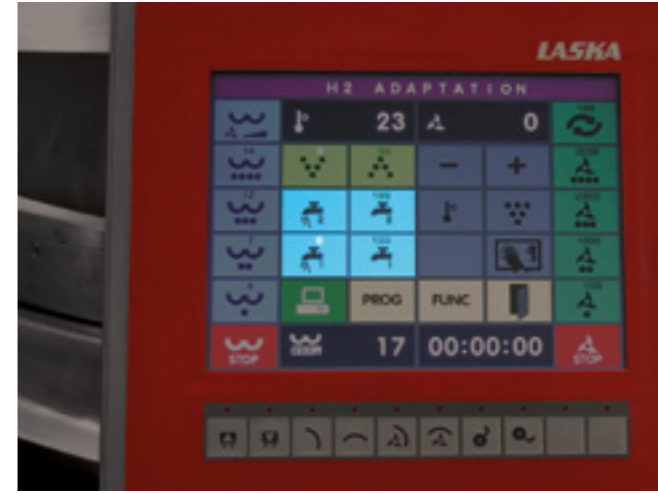 LASKA
H2 ADAPTATION
23 0
- +
PROG FUNC
STOP 17 00:00:00 STOP